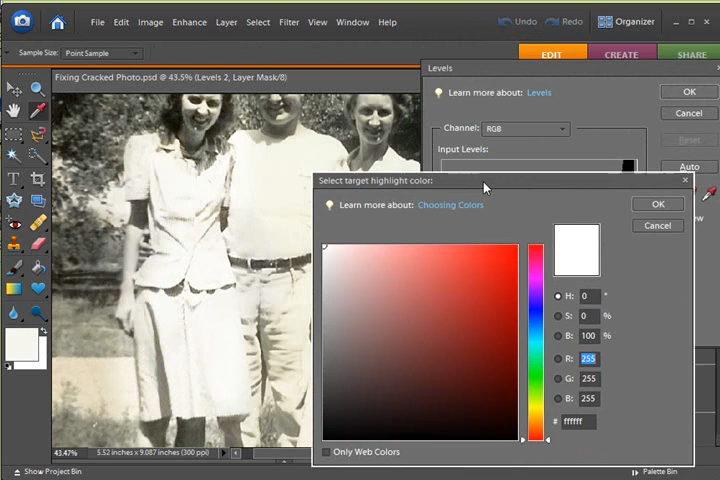 File Edit Image Enhance Layer Select Filter View Window Help Undo Redo Organizer
Sample Size: Point Sample EDIT CREATE SHARE
Fixing Cracked Photo.psd @ 43.5% (Levels 2, Layer Mask/8)
Levels
Learn more about: Levels
OK
Cancel
Channel: RGB
Reset
Input Levels:
Auto
Select target highlight color:
Learn more about: Choosing Colors
OK
Cancel
H: 0 °
S: 0 %
B: 100 %
R: 255
G: 255
B: 255
# ffffff
Only Web Colors
43.47% 5.52 inches x 9.087 inches (300 ppi)
Show Project Bin Palette Bin